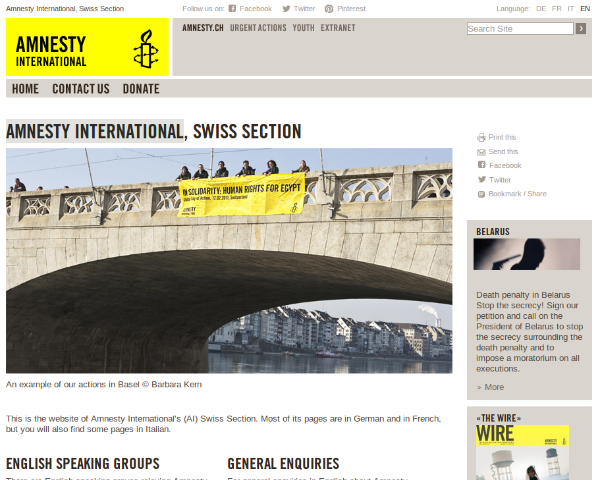 Amnesty International, Swiss Section
Follow us on: Facebook Twitter Pinterest
Language: DE FR IT EN
AMNESTY
INTERNATIONAL
AMNESTY.CH URGENT ACTIONS YOUTH EXTRANET
Search Site
HOME CONTACT US DONATE
AMNESTY INTERNATIONAL, SWISS SECTION
IN SOLIDARITY: HUMAN RIGHTS FOR EGYPT
Print this
Send this
Facebook
Twitter
Bookmark / Share
BELARUS
Death penalty in Belarus
Stop the secrecy! Sign our
petition and call on the
President of Belarus to stop
the secrecy surrounding the
death penalty and to
impose a moratorium on all
executions.
» More
An example of our actions in Basel © Barbara Kern
This is the website of Amnesty International's (AI) Swiss Section. Most of its pages are in German and in French,
but you will also find some pages in Italian.
«THE WIRE»
WIRE
ENGLISH SPEAKING GROUPS
GENERAL ENQUIRIES